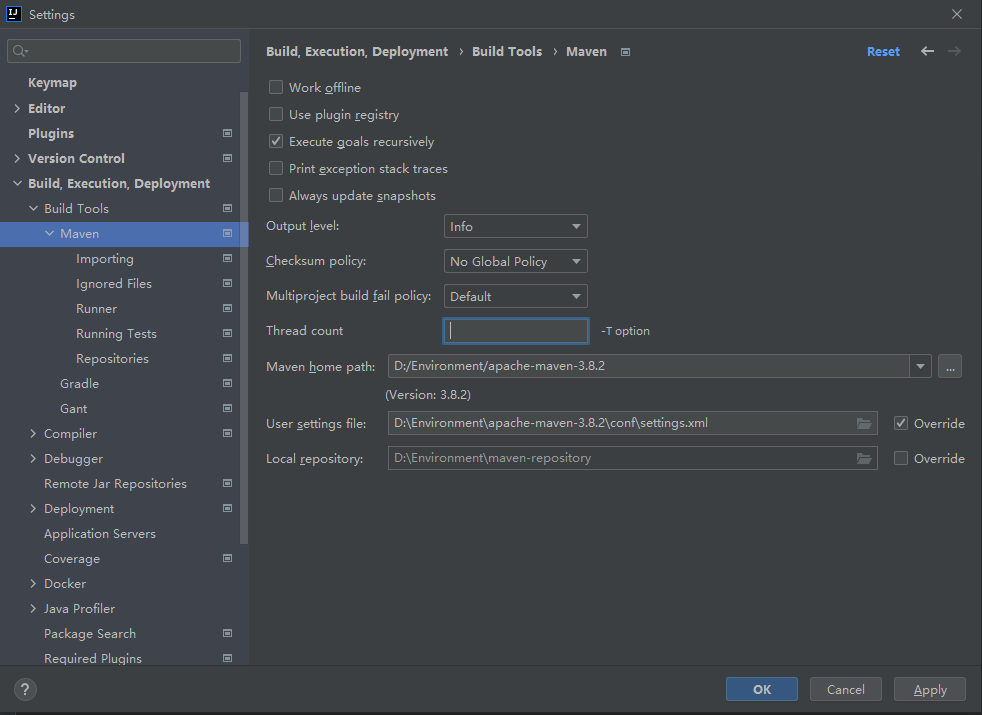 Settings
Build, Execution, Deployment › Build Tools › Maven
Reset
Keymap
Editor
Plugins
Version Control
Build, Execution, Deployment
Build Tools
Maven
Importing
Ignored Files
Runner
Running Tests
Repositories
Gradle
Gant
Compiler
Debugger
Remote Jar Repositories
Deployment
Application Servers
Coverage
Docker
Java Profiler
Package Search
Required Plugins
Work offline
Use plugin registry
Execute goals recursively
Print exception stack traces
Always update snapshots
Output level: Info
Checksum policy: No Global Policy
Multiproject build fail policy: Default
Thread count -T option
Maven home path: D:/Environment/apache-maven-3.8.2 ...
(Version: 3.8.2)
User settings file: D:\Environment\apache-maven-3.8.2\conf\settings.xml Override
Local repository: D:\Environment\maven-repository Override
? OK Cancel Apply